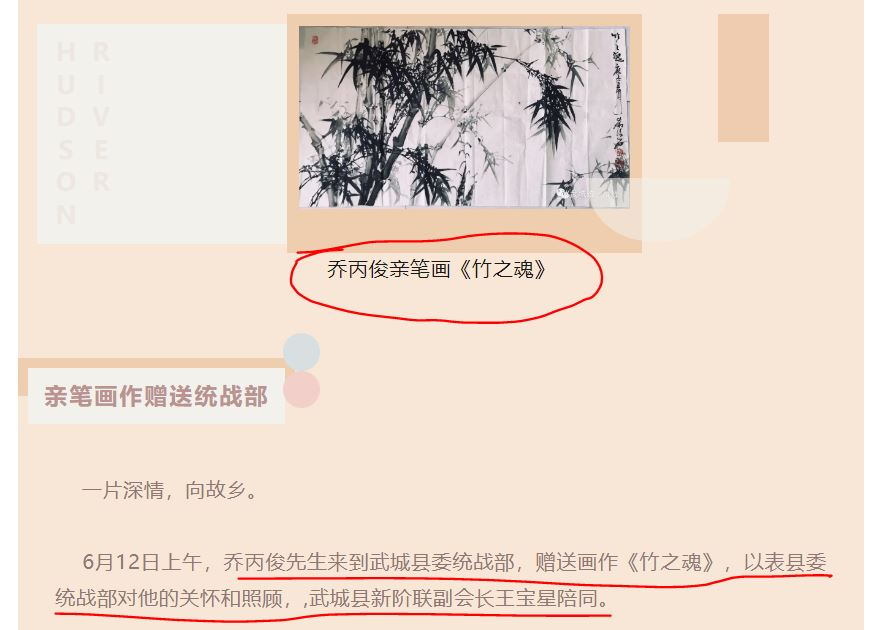 HUDSON
RIVER
乔丙俊亲笔画《竹之魂》
亲笔画作赠送统战部
一片深情，向故乡。
6月12日上午，乔丙俊先生来到武城县委统战部，赠送画作《竹之魂》，以表县委
统战部对他的关怀和照顾，,武城县新阶联副会长王宝星陪同。